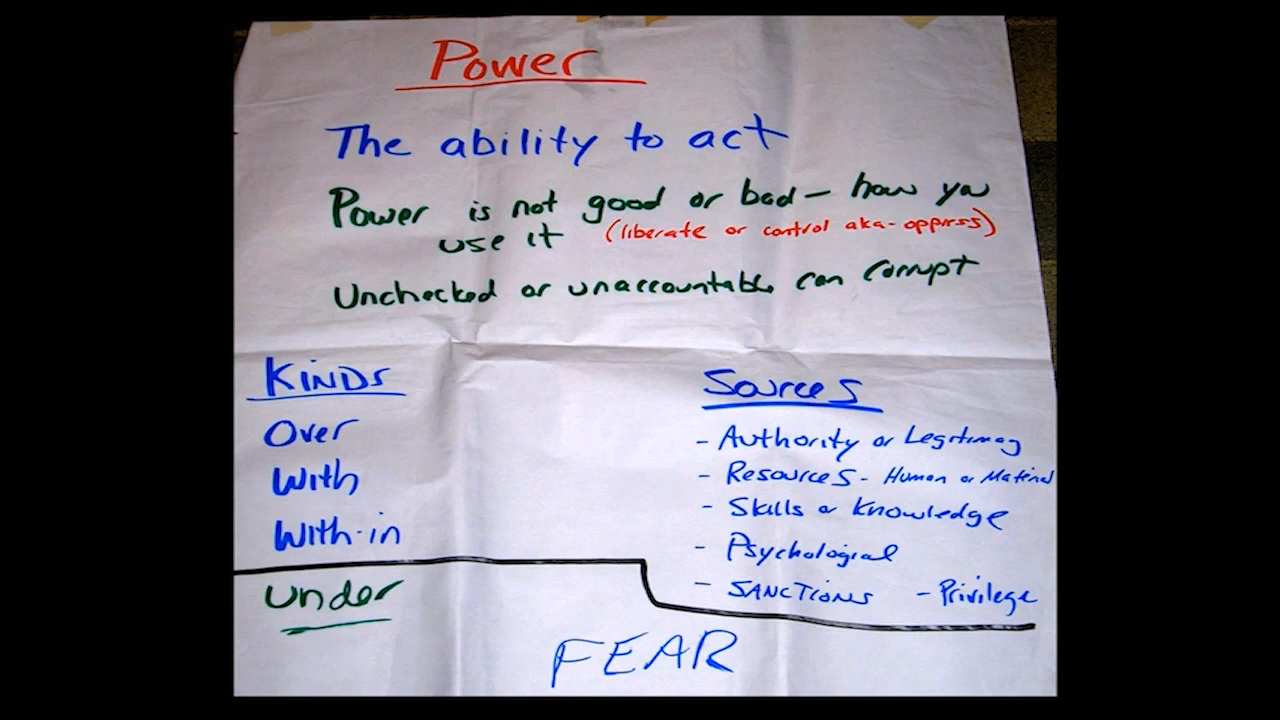 Power
The ability to act
Power is not good or bad - how you
use it (liberate or control aka- oppress)
Unchecked or unaccountable can corrupt
KINDS
Over
With
With-in
Under
Sources
- Authority or Legitimacy
- Resources - Human or Material
- Skills or Knowledge
- Psychological
- SANCTIONS - Privilege
FEAR